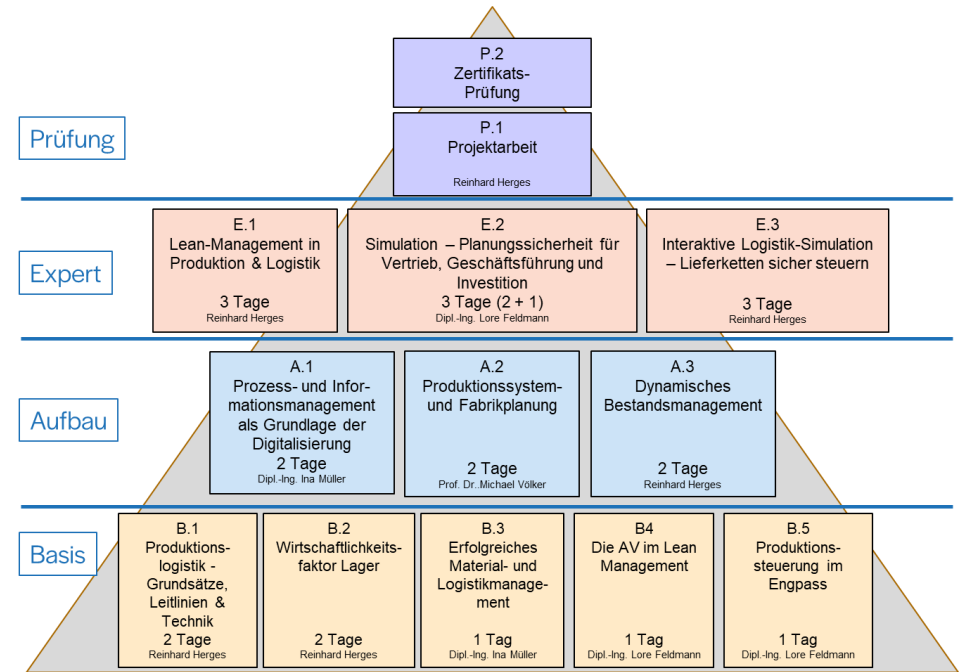 P.2
Zertifikats-
Prüfung
Prüfung
P.1
Projektarbeit
Reinhard Herges
Expert
E.1
Lean-Management in
Produktion & Logistik
3 Tage
Reinhard Herges
E.2
Simulation – Planungssicherheit für
Vertrieb, Geschäftsführung und
Investition
3 Tage (2 + 1)
Dipl.-Ing. Lore Feldmann
E.3
Interaktive Logistik-Simulation
– Lieferketten sicher steuern
3 Tage
Reinhard Herges
Aufbau
A.1
Prozess- und Infor-
mationsmanagement
als Grundlage der
Digitalisierung
2 Tage
Dipl.-Ing. Ina Müller
A.2
Produktionssystem-
und Fabrikplanung
2 Tage
Prof. Dr..Michael Völker
A.3
Dynamisches
Bestandsmanagement
2 Tage
Reinhard Herges
Basis
B.1
Produktions-
logistik -
Grundsätze,
Leitlinien &
Technik
2 Tage
Reinhard Herges
B.2
Wirtschaftlichkeits-
faktor Lager
2 Tage
Reinhard Herges
B.3
Erfolgreiches
Material- und
Logistikmanage-
ment
1 Tag
Dipl.-Ing. Ina Müller
B4
Die AV im Lean
Management
1 Tag
Dipl.-Ing. Lore Feldmann
B.5
Produktions-
steuerung im
Engpass
1 Tag
Dipl.-Ing. Lore Feldmann